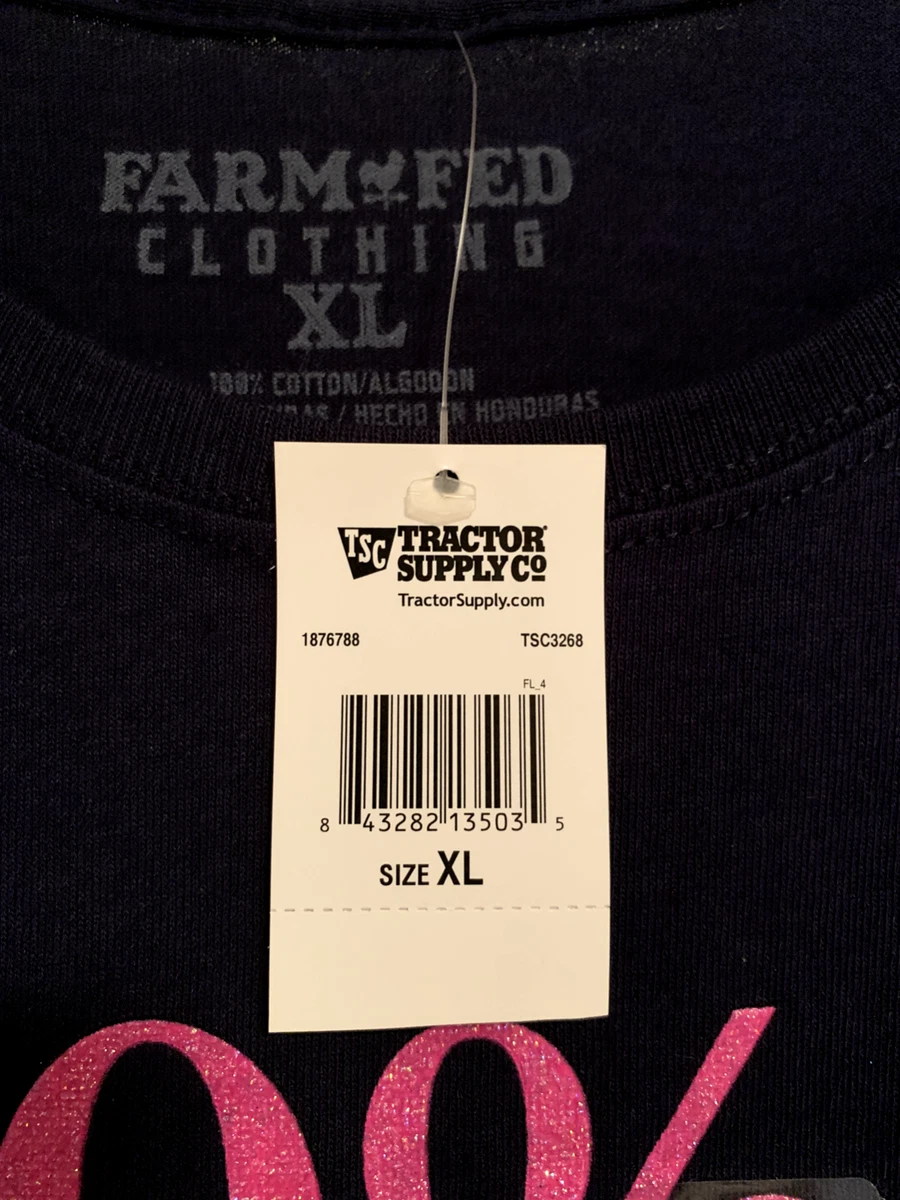 FARM FED
CLOTHING
XL
100% COTTON/ALGODON
/ HECHO EN HONDURAS
TSC TRACTOR
SUPPLY CO
TractorSupply.com
1876788 TSC3268
FL_4
8 43282 13503 5
SIZE XL
0%